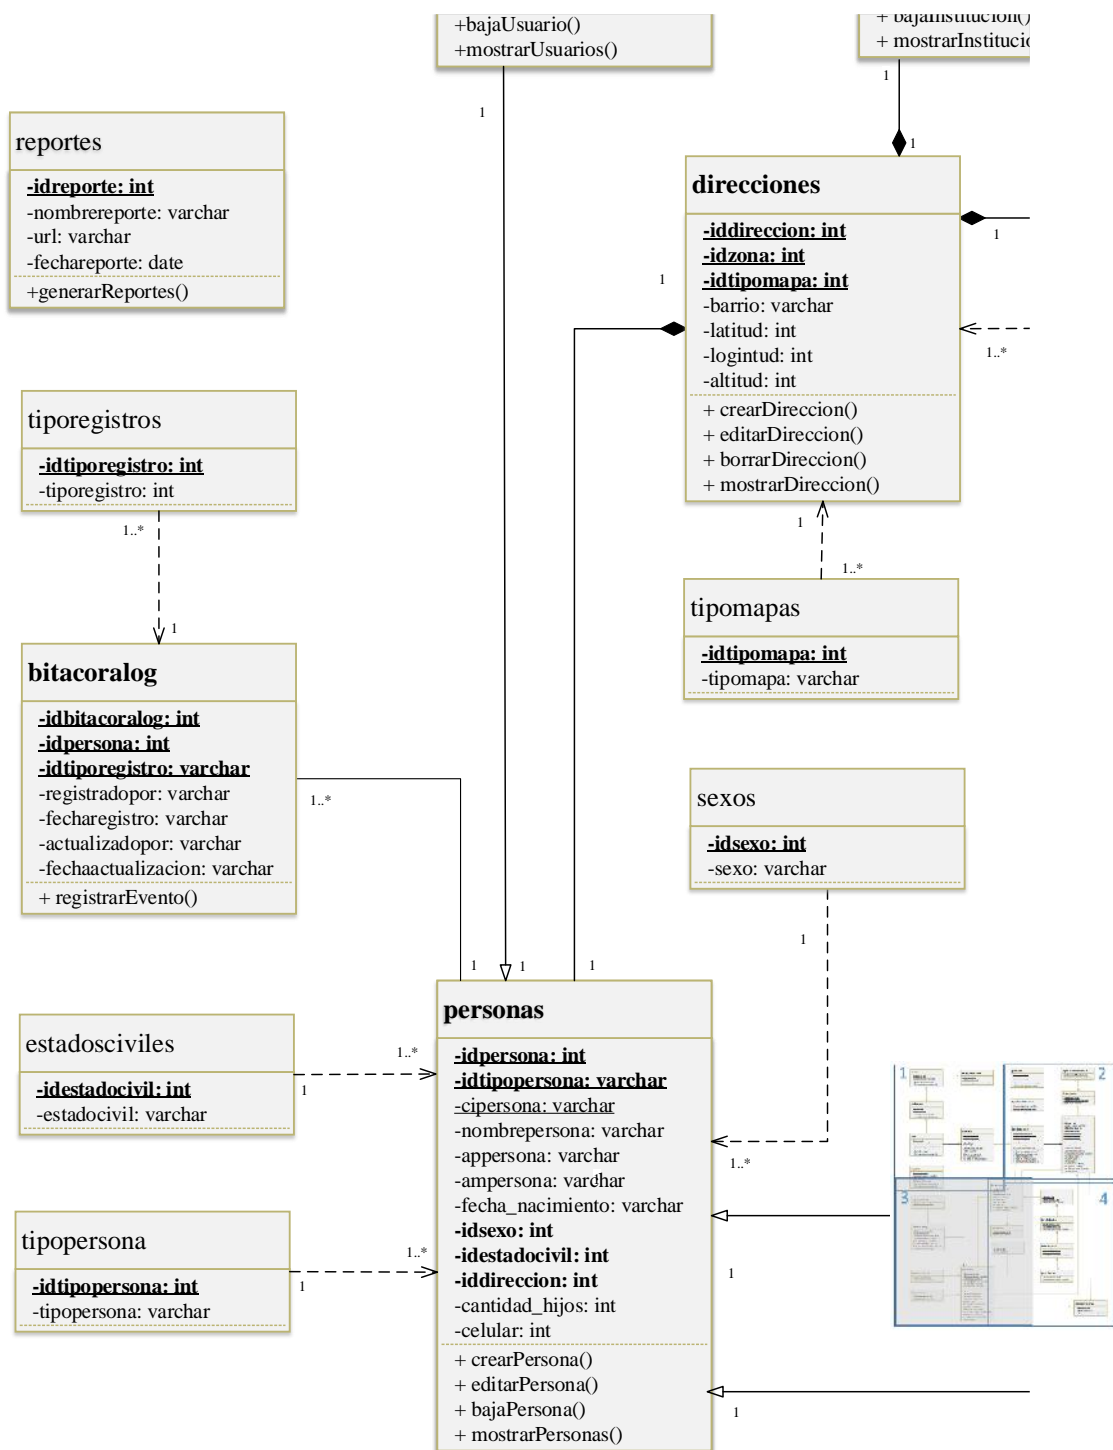 +bajaUsuario()
+mostrarUsuarios()
1
+ bajaInstitucion()
+ mostrarInstitucio
1
1
reportes
-idreporte: int
-nombrereporte: varchar
-url: varchar
-fechareporte: date
+generarReportes()
direcciones
-iddireccion: int
-idzona: int
-idtipomapa: int
-barrio: varchar
-latitud: int
-logintud: int
-altitud: int
+ crearDireccion()
+ editarDireccion()
+ borrarDireccion()
+ mostrarDireccion()
1
1
1..*
tiporegistros
-idtiporegistro: int
-tiporegistro: int
1..*
1
1
1..*
tipomapas
-idtipomapa: int
-tipomapa: varchar
bitacoralog
-idbitacoralog: int
-idpersona: int
-idtiporegistro: varchar
-registradopor: varchar
-fecharegistro: varchar
-actualizadopor: varchar
-fechaactualizacion: varchar
+ registrarEvento()
1..*
sexos
-idsexo: int
-sexo: varchar
1
1
1
1
estadosciviles
-idestadocivil: int
-estadocivil: varchar
1..*
1
personas
-idpersona: int
-idtipopersona: varchar
-cipersona: varchar
-nombrepersona: varchar
-appersona: varchar
-ampersona: varchar
-fecha_nacimiento: varchar
-idsexo: int
-idestadocivil: int
-iddireccion: int
-cantidad_hijos: int
-celular: int
+ crearPersona()
+ editarPersona()
+ bajaPersona()
+ mostrarPersonas()
1..*
1
1
tipopersona
-idtipopersona: int
-tipopersona: varchar
1..*
1
1
2
3
4